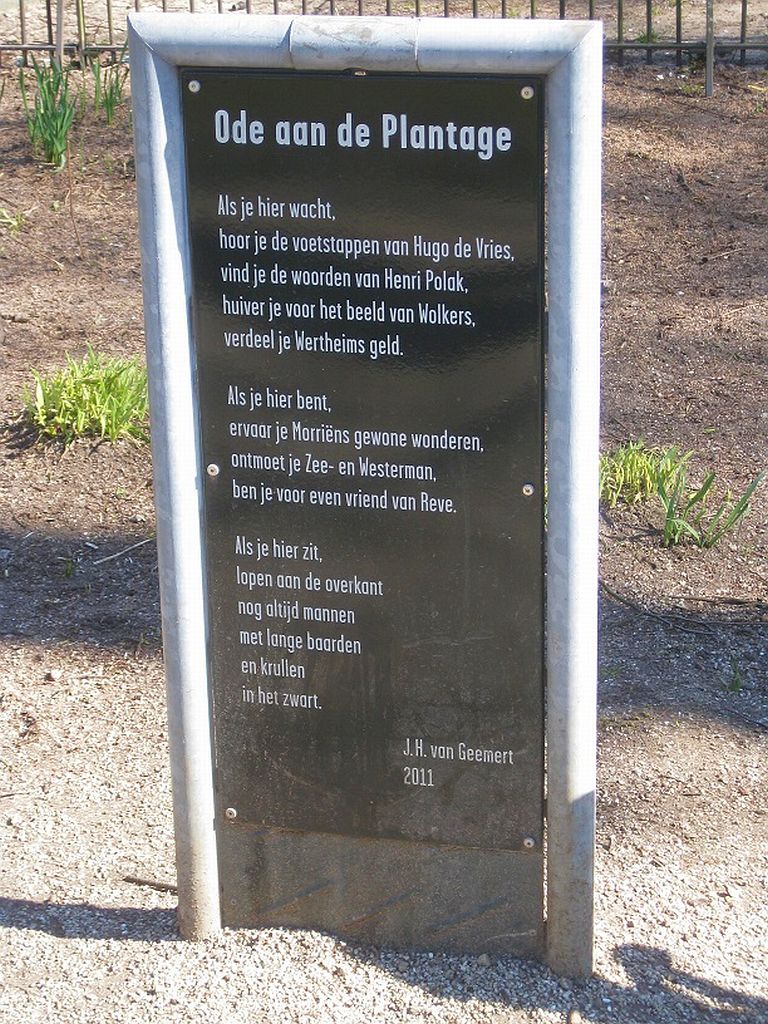 Ode aan de Plantage
Als je hier wacht,
hoor je de voetstappen van Hugo de Vries,
vind je de woorden van Henri Polak,
huiver je voor het beeld van Wolkers,
verdeel je Wertheims geld.
Als je hier bent,
ervaar je Morriëns gewone wonderen,
ontmoet je Zee- en Westerman,
ben je voor even vriend van Reve.
Als je hier zit,
lopen aan de overkant
nog altijd mannen
met lange baarden
en krullen
in het zwart.
J.H. van Geemert
2011